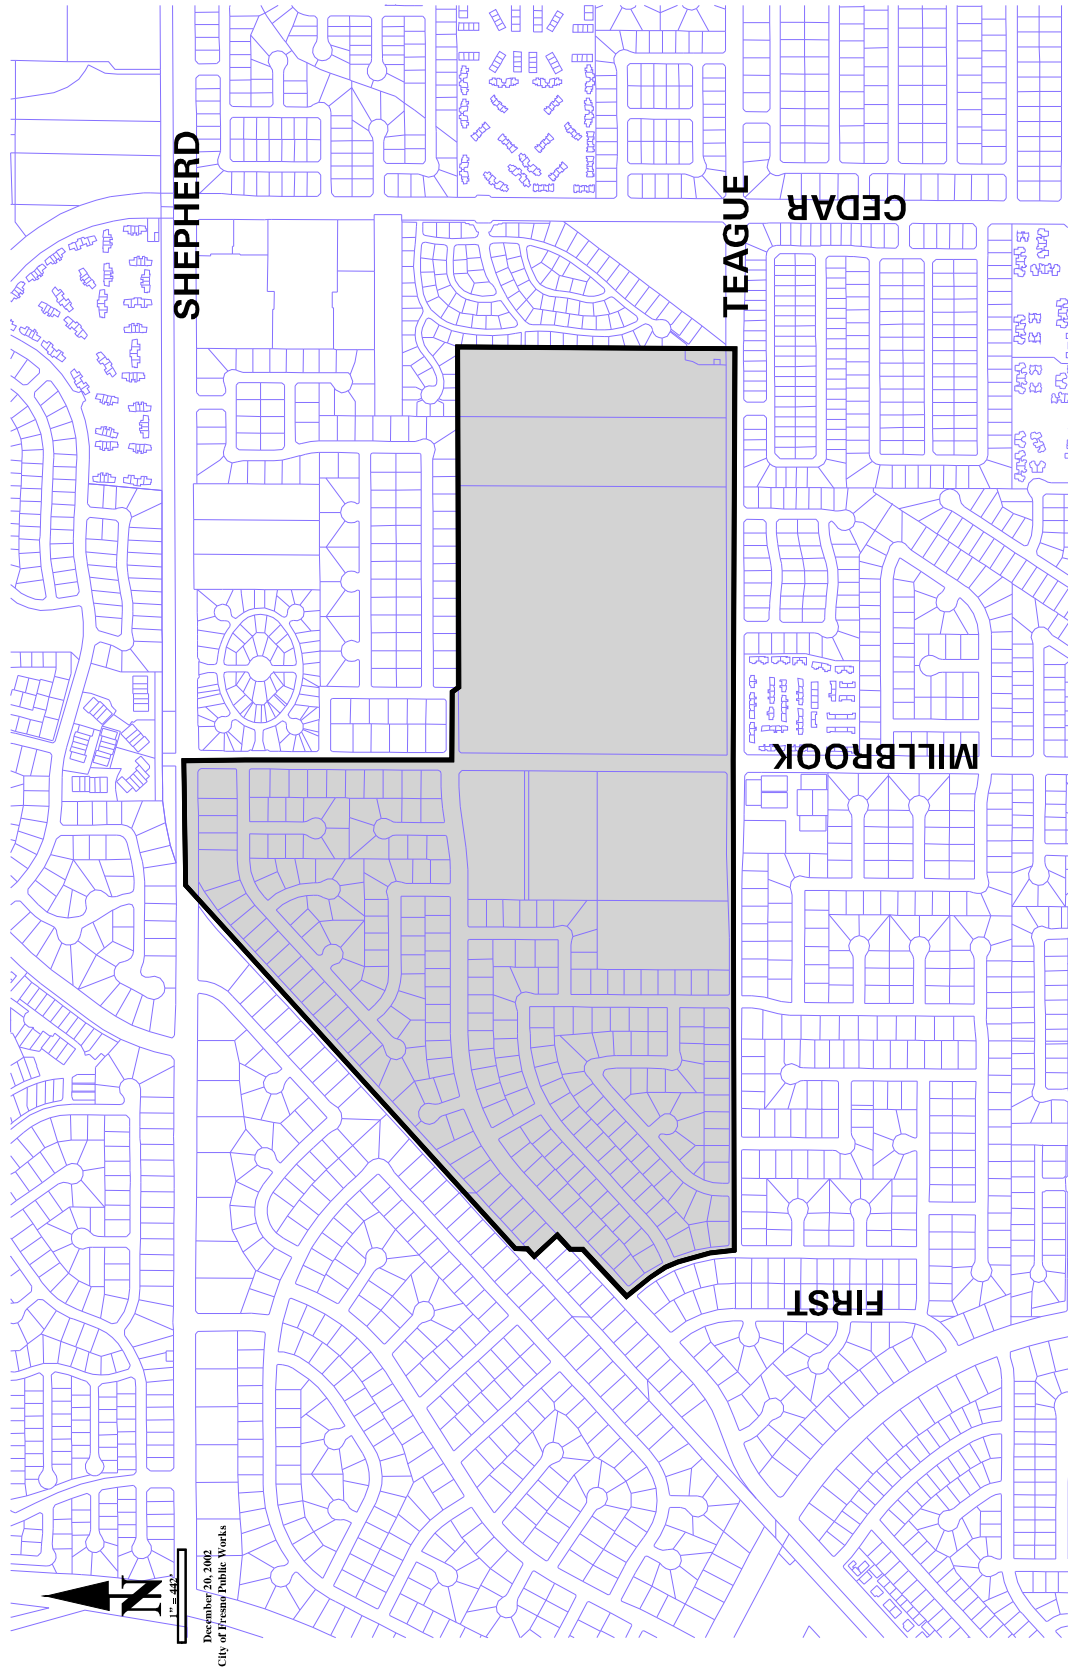 SHEPHERD
TEAGUE
CEDAR
MILLBROOK
FIRST
N
1" = 442'
December 20, 2002
City of Fresno Public Works